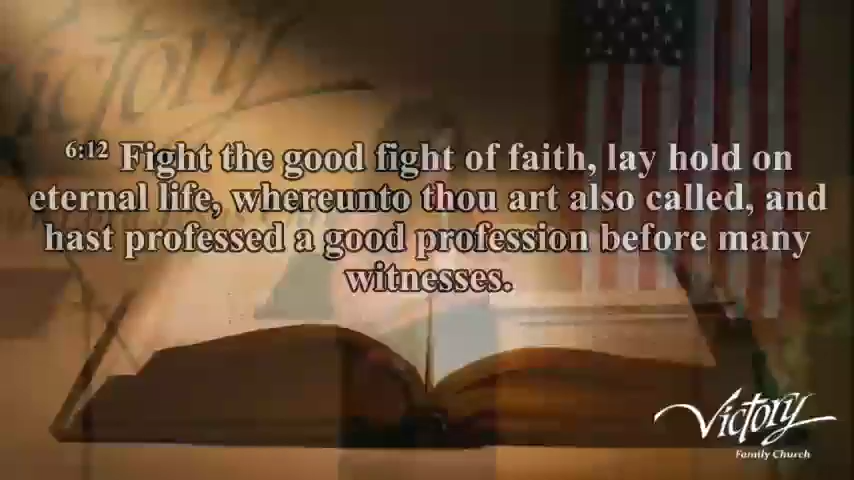 Victory
6:12 Fight the good fight of faith, lay hold on
eternal life, whereunto thou art also called, and
hast professed a good profession before many
witnesses.
Victory
Family Church